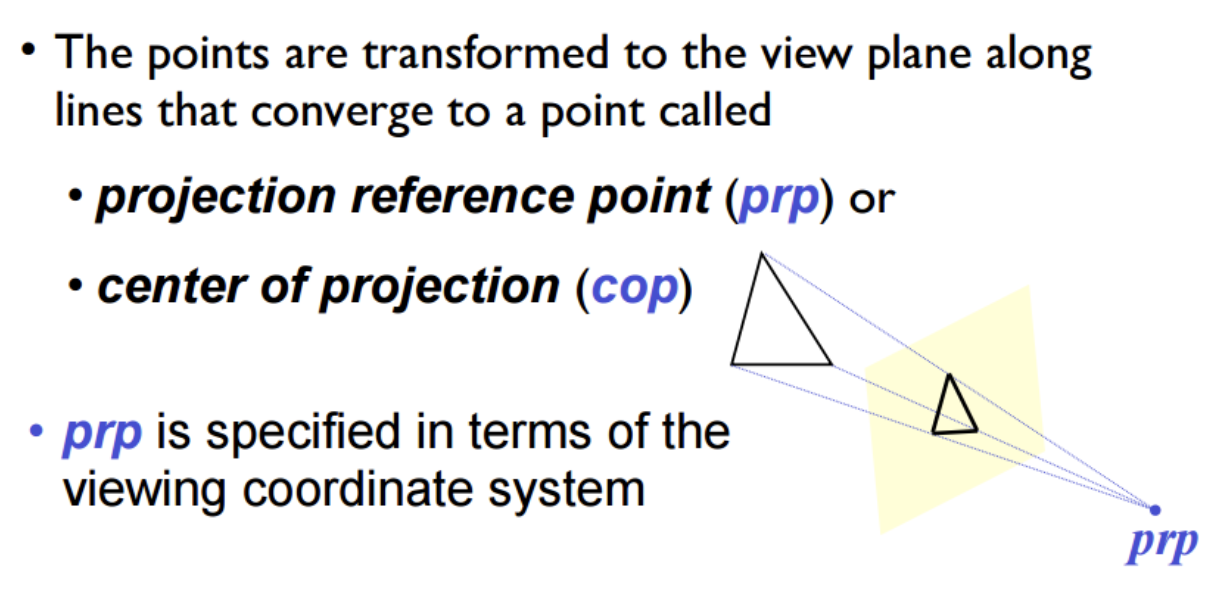 • The points are transformed to the view plane along
lines that converge to a point called
• projection reference point (prp) or
• center of projection (cop)
• prp is specified in terms of the
viewing coordinate system
prp